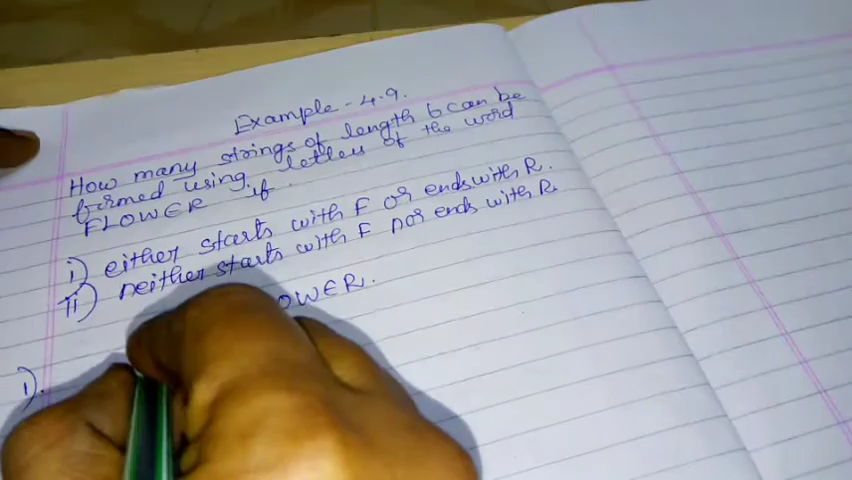 Example - 4.9.
How many strings of length 6 can be
formed using letters of the word
FLOWER if
i) either starts with F or ends with R.
ii) neither starts with F nor ends with R.
OWER.
i).